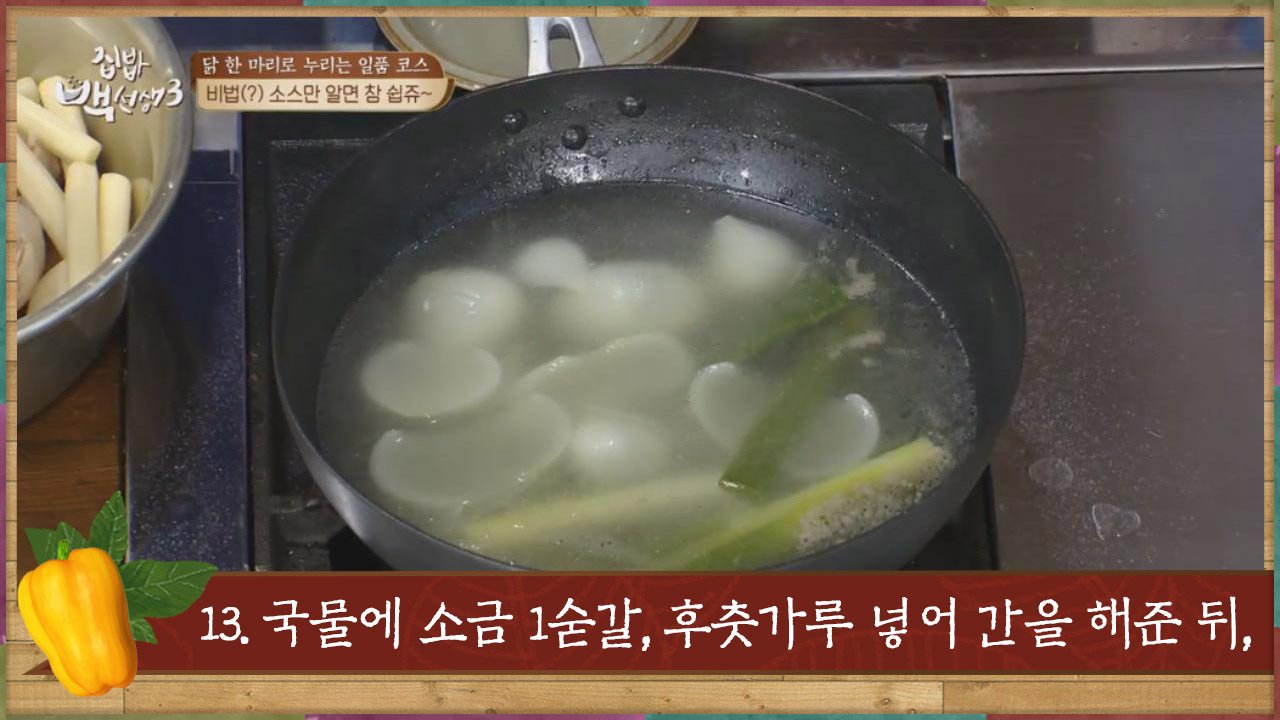 집밥
백선생3
닭 한 마리로 누리는 일품 코스
비법(?) 소스만 알면 참 쉽쥬~
13. 국물에 소금 1숟갈, 후춧가루 넣어 간을 해준 뒤,